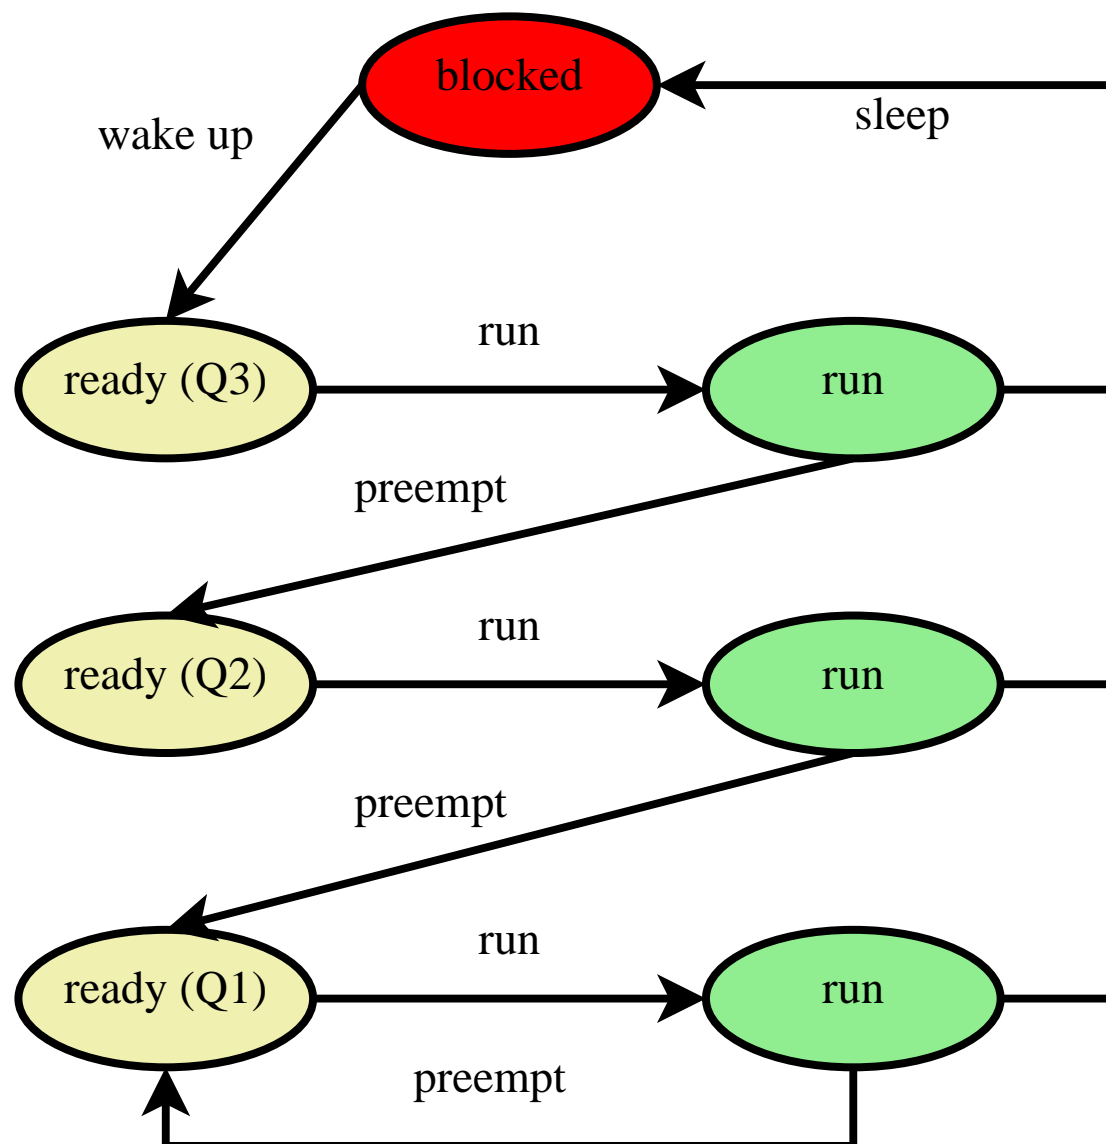 blocked
sleep
wake up
run
ready (Q3)
run
preempt
run
ready (Q2)
run
preempt
run
ready (Q1)
run
preempt